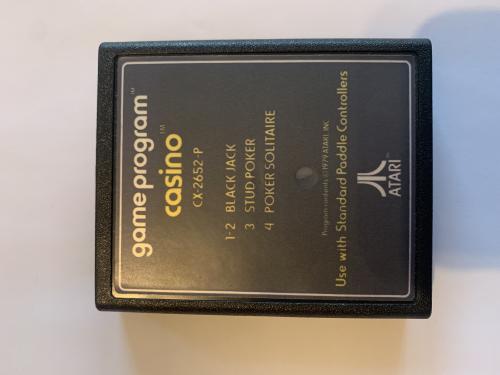 game program™
casino™
CX-2652-P
1-2 BLACK JACK
3 STUD POKER
4 POKER SOLITAIRE
Program contents ©1979 ATARI, INC.
Use with Standard Paddle Controllers
ATARI®